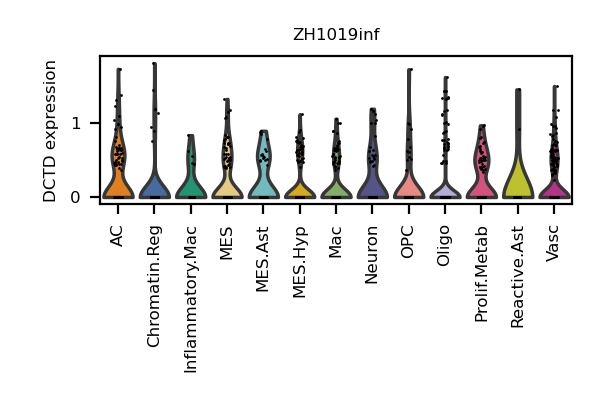 ZH1019inf
DCTD expression
1
0
AC
Chromatin.Reg
Inflammatory.Mac
MES
MES.Ast
MES.Hyp
Mac
Neuron
OPC
Oligo
Prolif.Metab
Reactive.Ast
Vasc